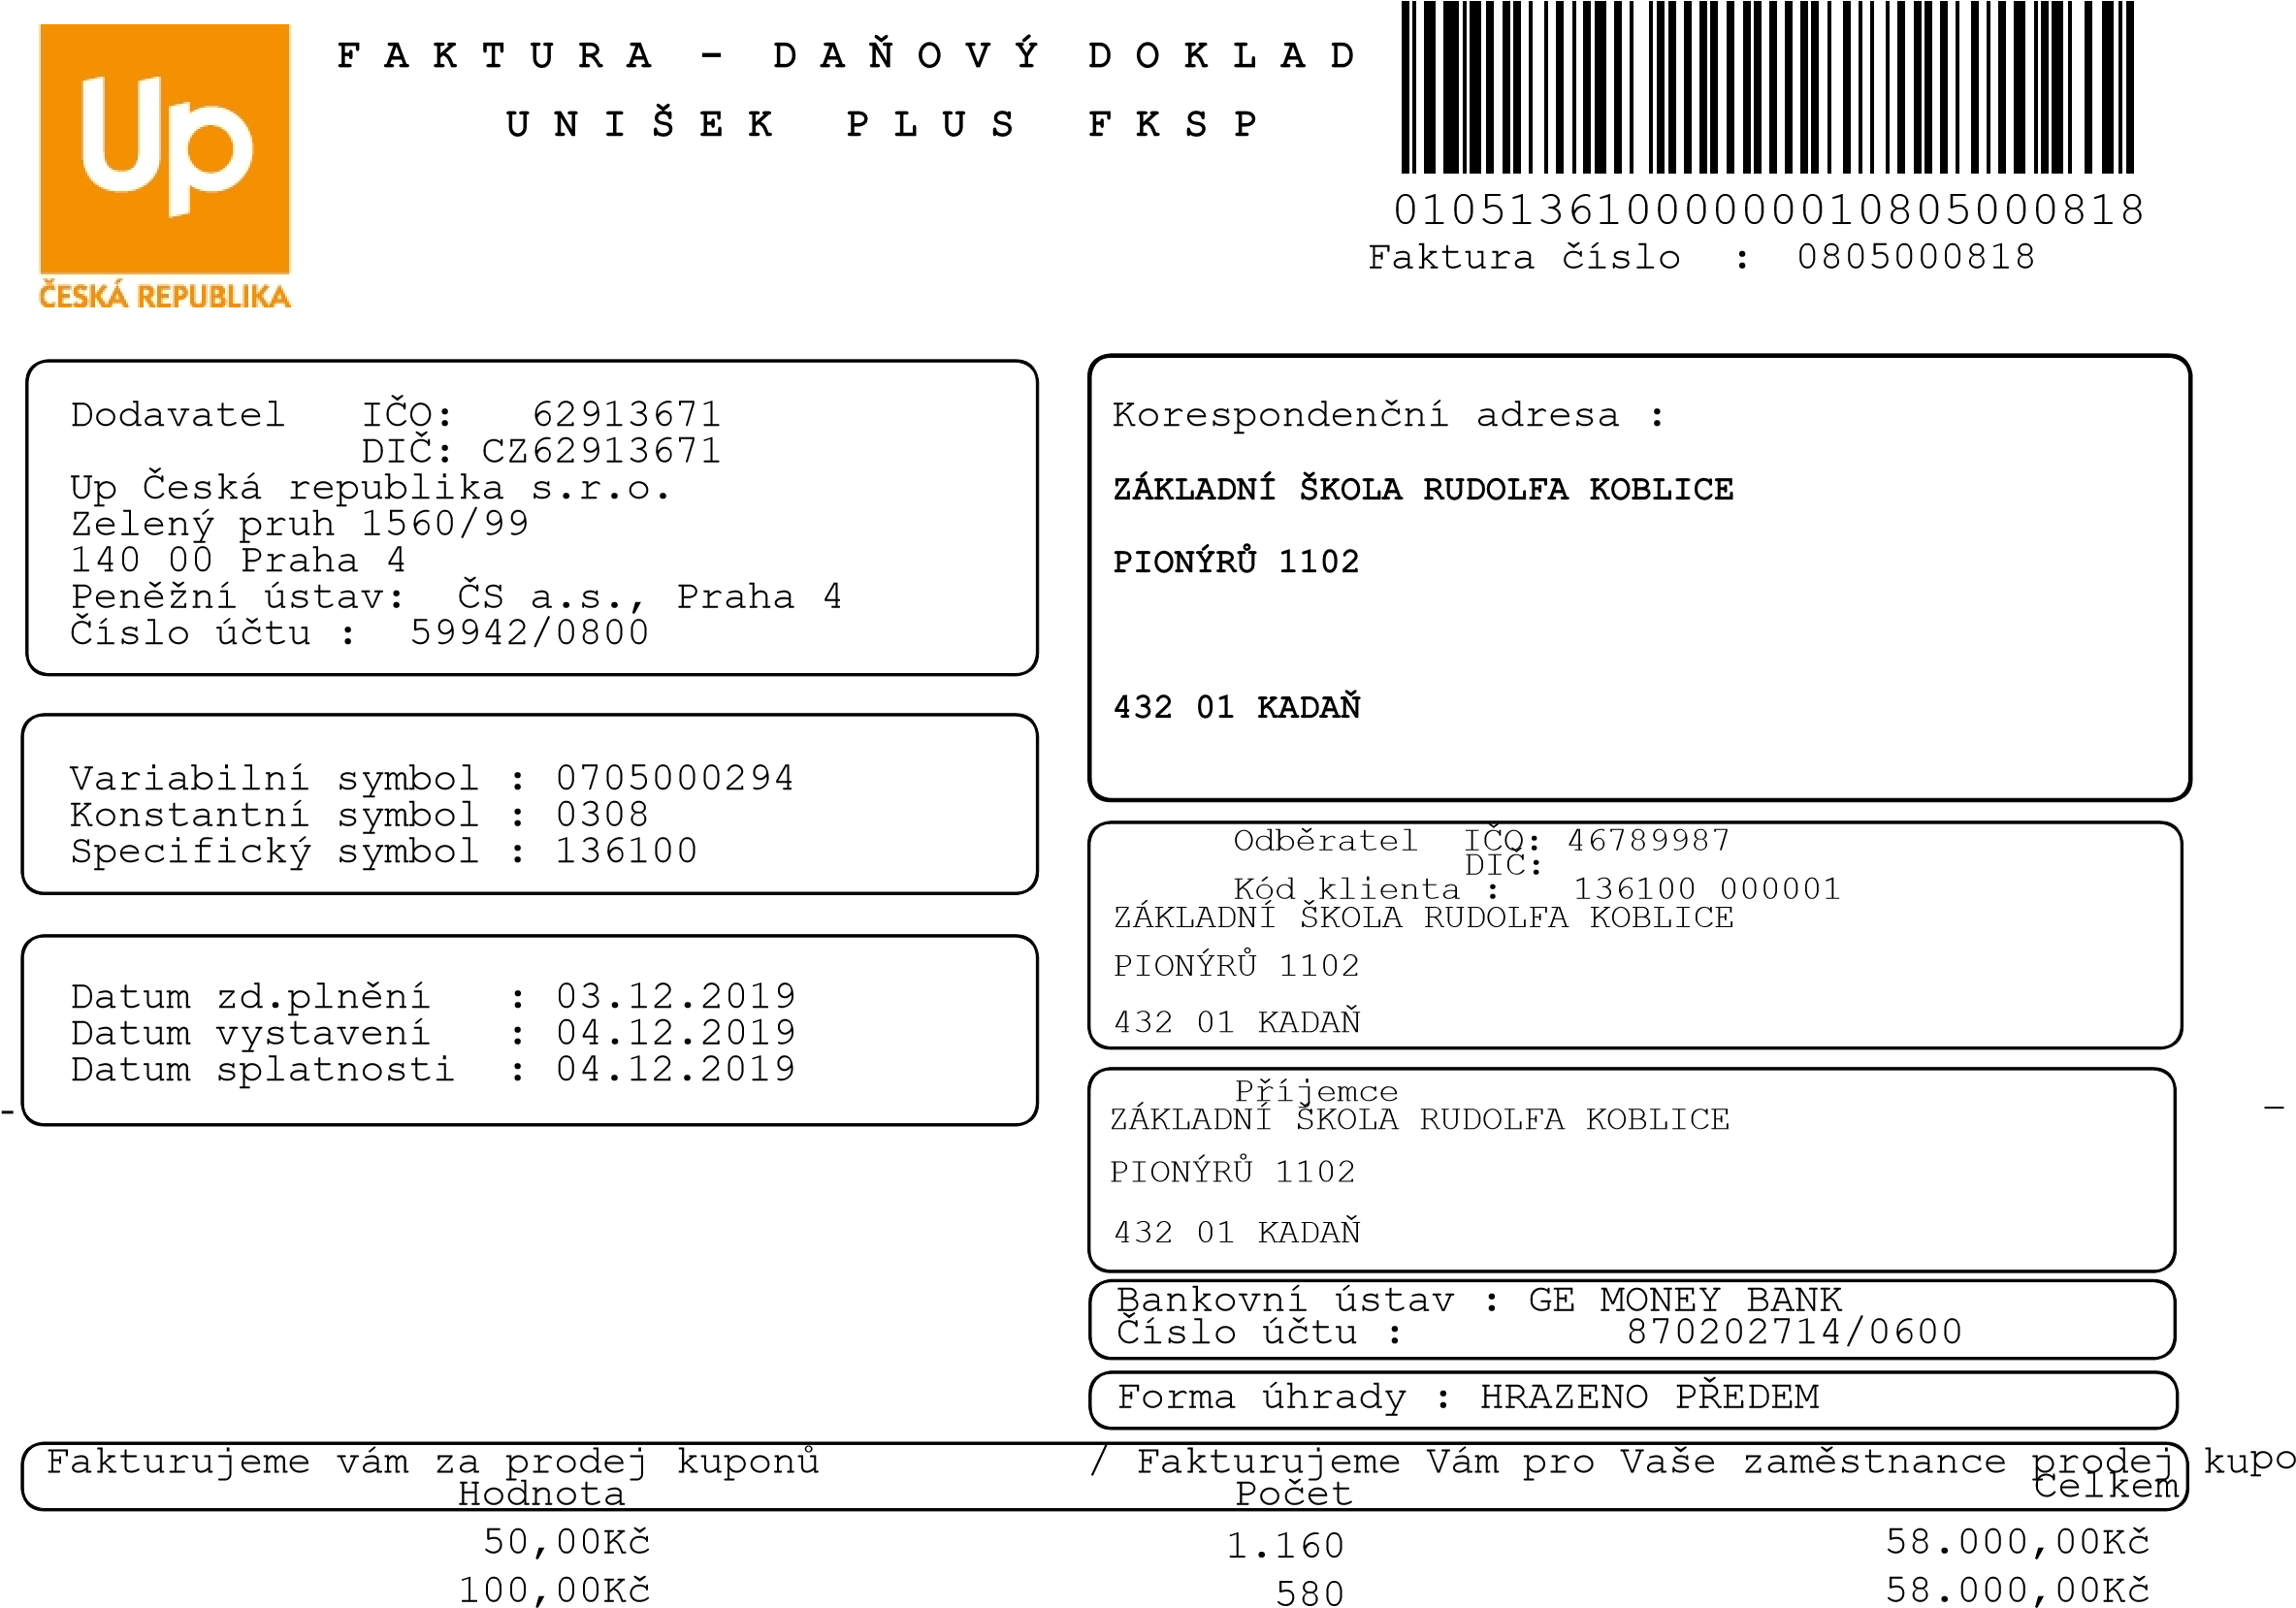 Up
ČESKÁ REPUBLIKA
FAKTURA - DAŇOVÝ DOKLAD
UNIŠEK PLUS FKSP
01051361000000010805000818
Faktura číslo : 0805000818
Dodavatel IČO: 62913671
DIČ: CZ62913671
Up Česká republika s.r.o.
Zelený pruh 1560/99
140 00 Praha 4
Peněžní ústav: ČS a.s., Praha 4
Číslo účtu : 59942/0800
Korespondenční adresa :
ZÁKLADNÍ ŠKOLA RUDOLFA KOBLICE
PIONÝRŮ 1102
432 01 KADAŇ
Variabilní symbol : 0705000294
Konstantní symbol : 0308
Specifický symbol : 136100
Odběratel IČO: 46789987
DIČ:
Kód klienta : 136100 000001
ZÁKLADNÍ ŠKOLA RUDOLFA KOBLICE
PIONÝRŮ 1102
432 01 KADAŇ
Datum zd.plnění : 03.12.2019
Datum vystavení : 04.12.2019
Datum splatnosti : 04.12.2019
Příjemce
ZÁKLADNÍ ŠKOLA RUDOLFA KOBLICE
PIONÝRŮ 1102
432 01 KADAŇ
Bankovní ústav : GE MONEY BANK
Číslo účtu : 870202714/0600
Forma úhrady : HRAZENO PŘEDEM
Fakturujeme vám za prodej kuponů / Fakturujeme Vám pro Vaše zaměstnance prodej kupo
Hodnota Počet Celkem
50,00Kč 1.160 58.000,00Kč
100,00Kč 580 58.000,00Kč